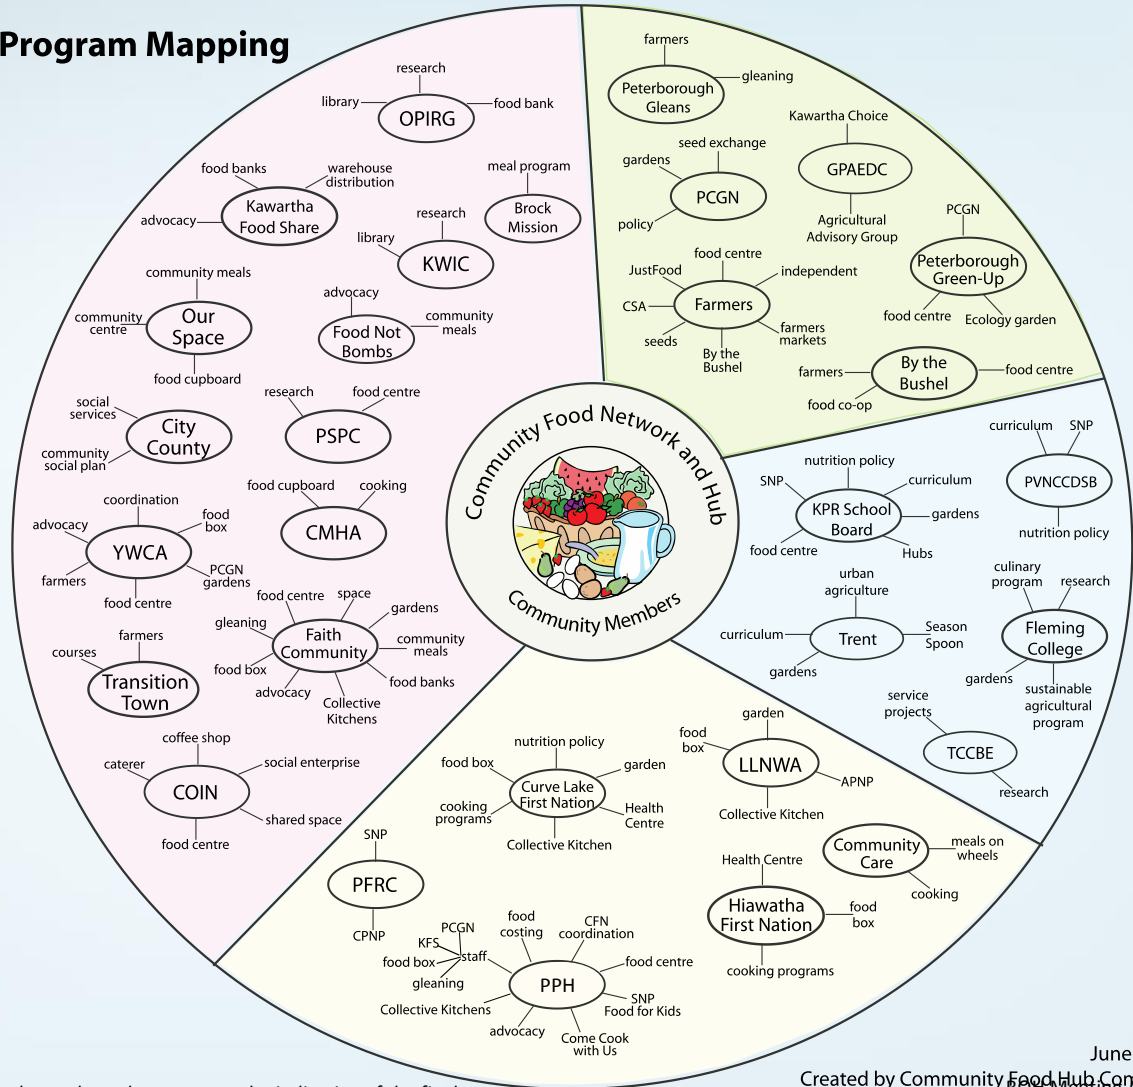 Program Mapping
research
library
food bank
OPIRG
food banks
warehouse
distribution
advocacy
Kawartha
Food Share
meal program
Brock
Mission
research
library
KWIC
community meals
community
centre
Our
Space
food cupboard
advocacy
community
meals
Food Not
Bombs
social
services
City
County
community
social plan
research
food centre
PSPC
food cupboard
cooking
CMHA
coordination
food
box
advocacy
YWCA
farmers
PCGN
gardens
food centre
food centre
space
gardens
gleaning
Faith
Community
community
meals
food box
food banks
advocacy
Collective
Kitchens
farmers
courses
Transition
Town
coffee shop
caterer
social enterprise
COIN
shared space
food centre
farmers
gleaning
Peterborough
Gleans
Kawartha Choice
GPAEDC
Agricultural
Advisory Group
seed exchange
gardens
PCGN
policy
PCGN
Peterborough
Green-Up
food centre
Ecology garden
food centre
JustFood
independent
CSA
Farmers
seeds
farmers
markets
By the
Bushel
farmers
By the
Bushel
food centre
food co-op
Community Food Network and Hub
Community Members
curriculum
SNP
PVNCCDSB
nutrition policy
nutrition policy
SNP
curriculum
KPR School
Board
gardens
food centre
Hubs
urban
agriculture
curriculum
Trent
Season
Spoon
gardens
culinary
program
research
Fleming
College
gardens
sustainable
agricultural
program
service
projects
TCCBE
research
garden
food
box
LLNWA
APNP
Collective Kitchen
nutrition policy
food box
garden
Curve Lake
First Nation
cooking
programs
Health
Centre
Collective Kitchen
SNP
PFRC
CPNP
Community
Care
meals on
wheels
cooking
Health Centre
Hiawatha
First Nation
food
box
cooking programs
PCGN
KFS
staff
food box
gleaning
food
costing
CFN
coordination
food centre
PPH
SNP
Food for Kids
Collective Kitchens
advocacy
Come Cook
with Us
June
Created by Community Food Hub Con